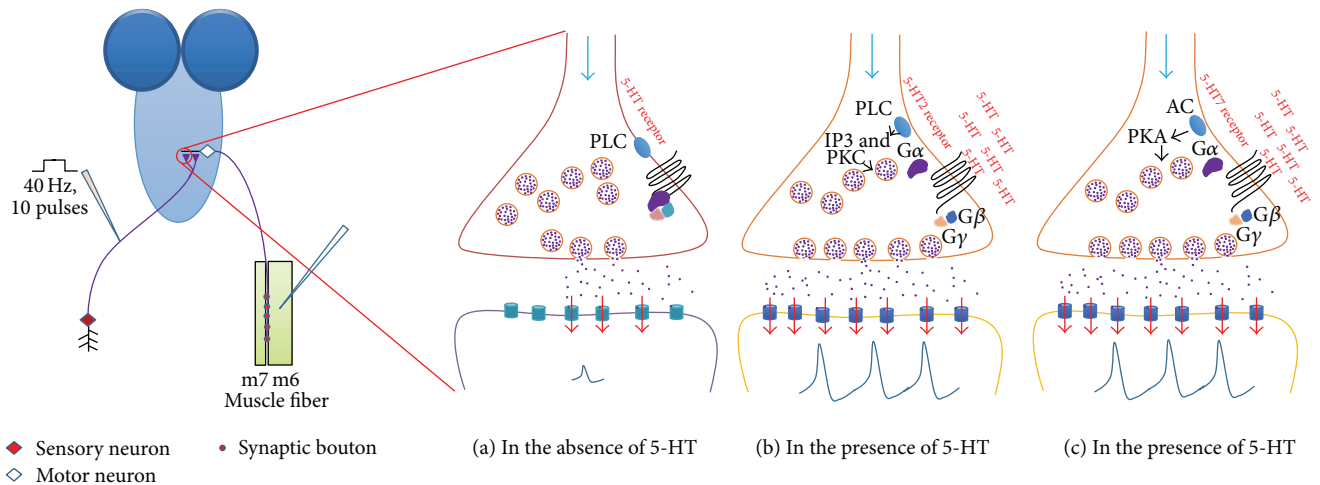 40 Hz,
10 pulses
m7 m6
Muscle fiber
Sensory neuron
Motor neuron
Synaptic bouton
5-HT receptor
PLC
(a) In the absence of 5-HT
5-HT2 receptor
5-HT
5-HT
5-HT
5-HT
5-HT
5-HT
5-HT
PLC
IP3 and
PKC
Gα
Gβ
Gγ
(b) In the presence of 5-HT
5-HT7 receptor
5-HT
5-HT
5-HT
5-HT
5-HT
5-HT
5-HT
AC
PKA
Gα
Gβ
Gγ
(c) In the presence of 5-HT